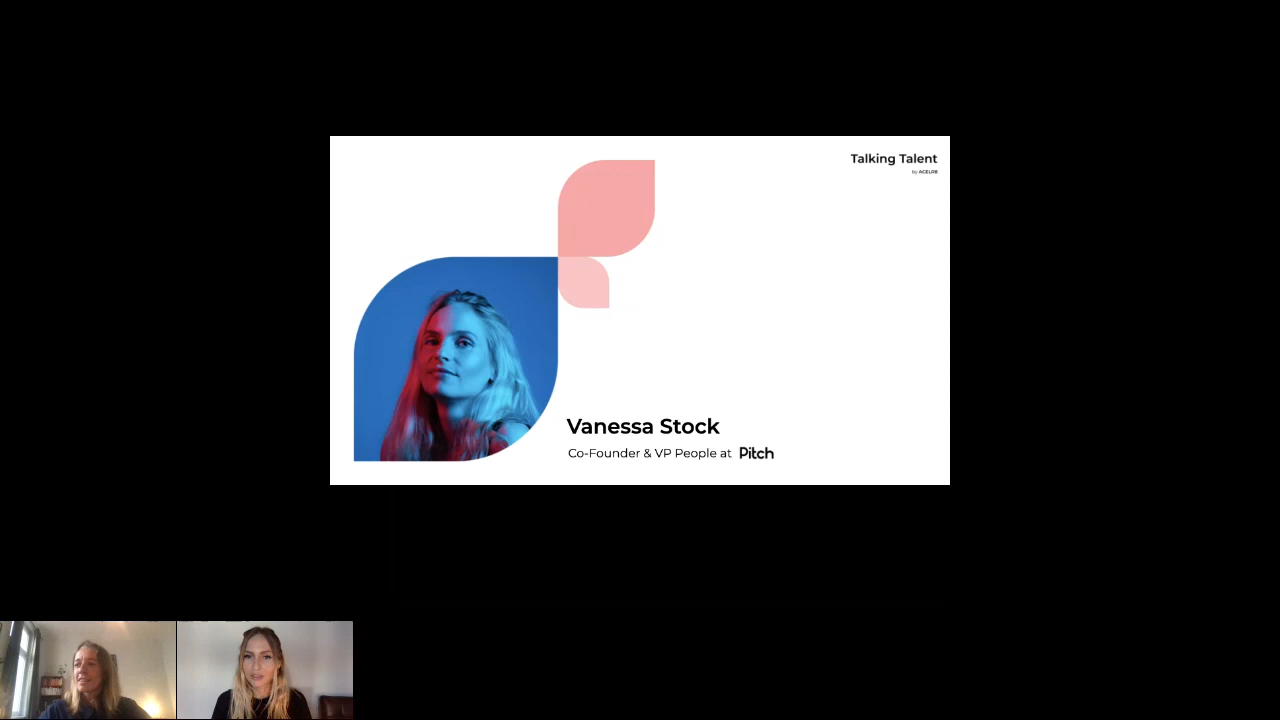 Talking Talent
by ACELR8
Vanessa Stock
Co-Founder & VP People at Pitch